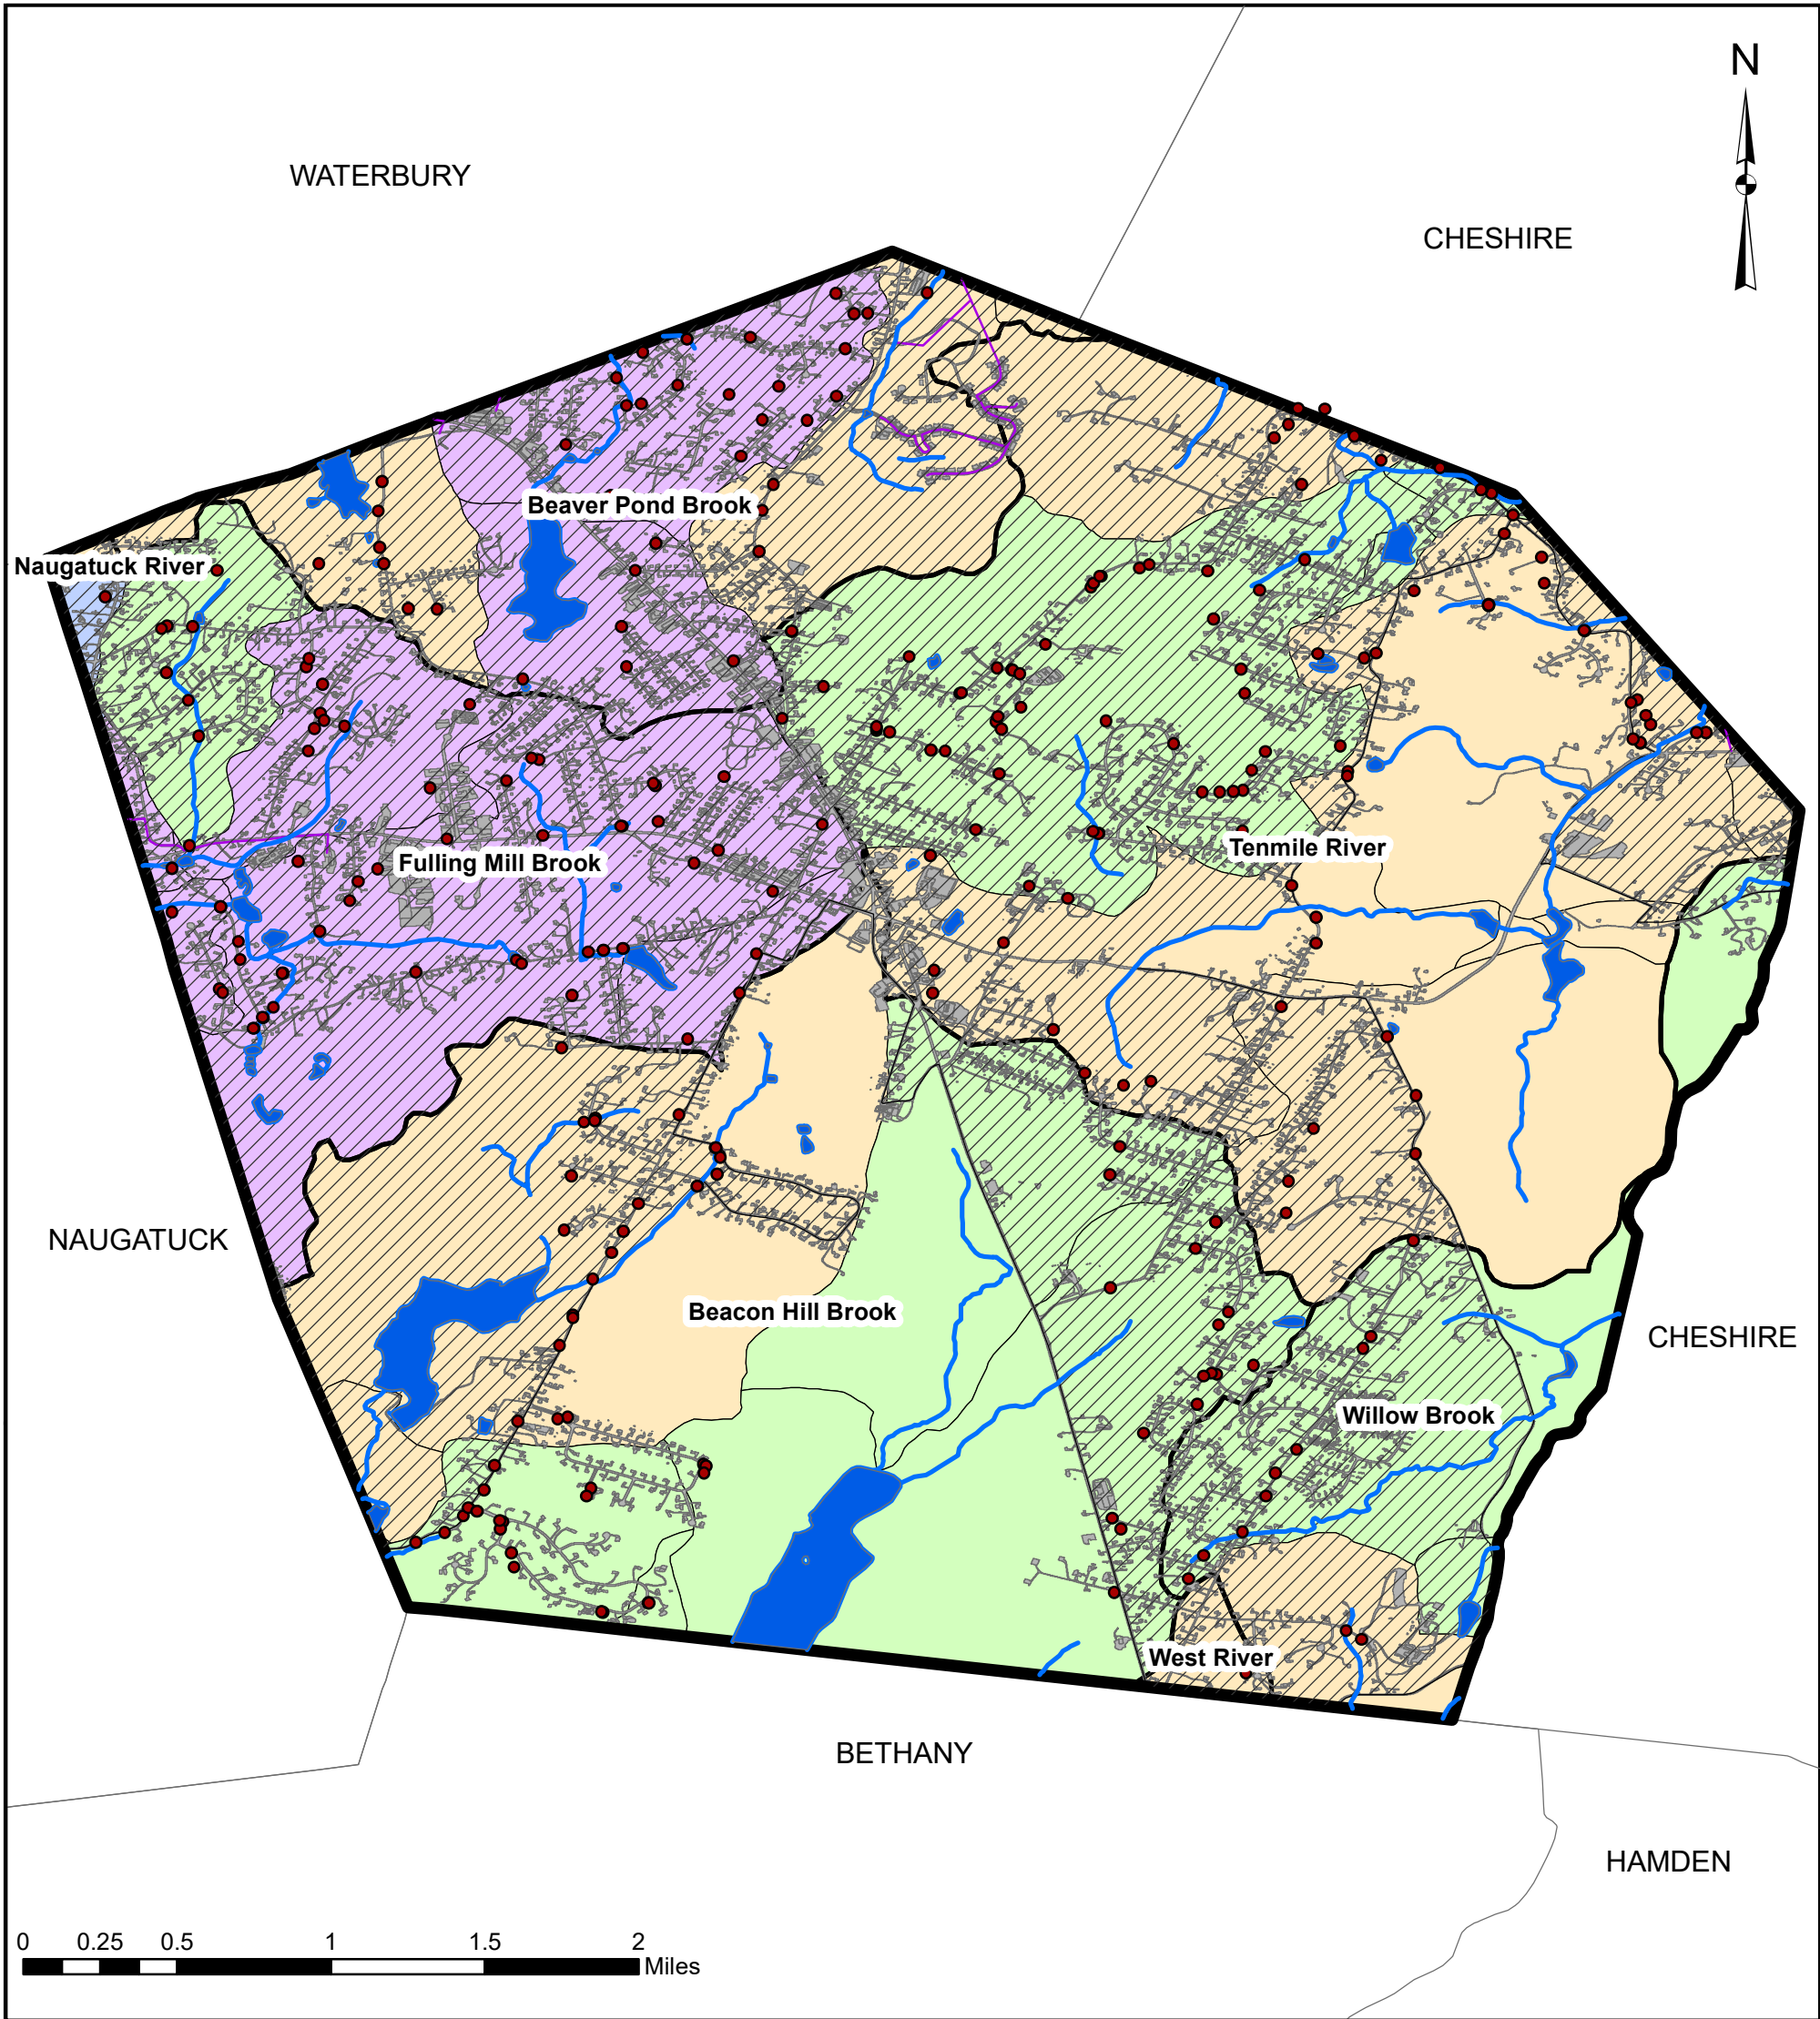 N
WATERBURY
CHESHIRE
Beaver Pond Brook
Naugatuck River
Tenmile River
Fulling Mill Brook
NAUGATUCK
Beacon Hill Brook
CHESHIRE
Willow Brook
West River
BETHANY
HAMDEN
0 0.25 0.5 1 1.5 2
Miles